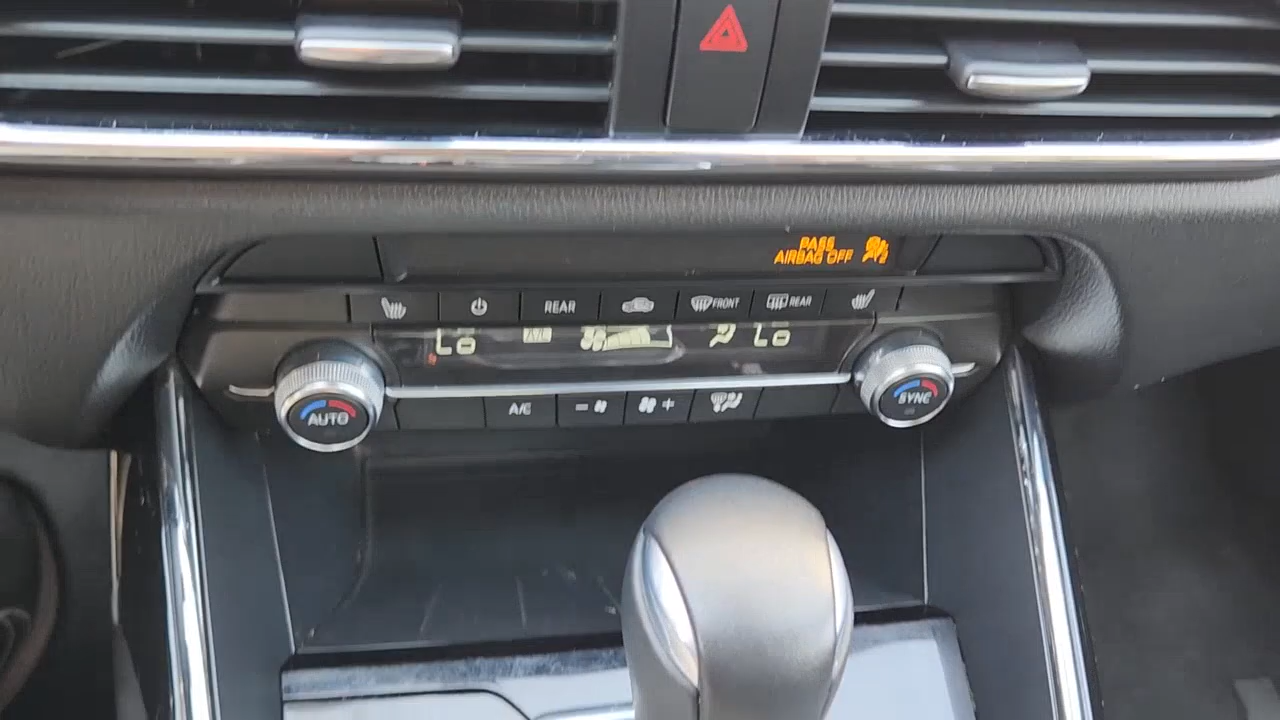 PASS
AIRBAG OFF
REAR
FRONT
REAR
Lo
A/C
Lo
AUTO
A/C
SYNC